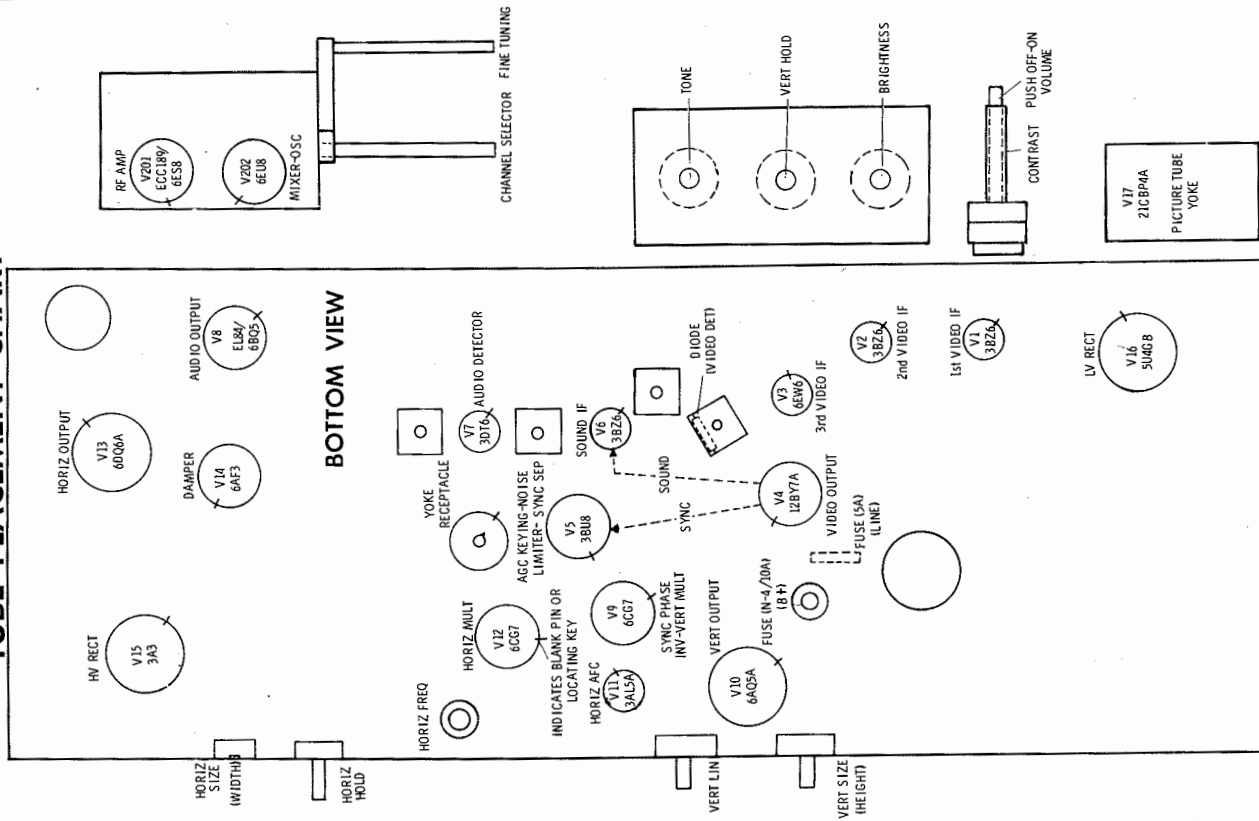 TUBE PLACEMENT CHART
RF AMP
V201
ECC189/
6ES8
V202
6EU8
MIXER-OSC
CHANNEL SELECTOR
FINE TUNING
TONE
VERT HOLD
BRIGHTNESS
PUSH OFF-ON
VOLUME
CONTRAST
V17
21CBP4A
PICTURE TUBE
YOKE
BOTTOM VIEW
AUDIO OUTPUT
V8
EL84/
6BQ5
HORIZ OUTPUT
V13
6DQ6A
DAMPER
V14
6AF3
HV RECT
V15
3A3
HORIZ
SIZE
(WIDTH)
HORIZ
HOLD
HORIZ FREQ
HORIZ MULT
V12
6CG7
INDICATES BLANK PIN OR
LOCATING KEY
YOKE
RECEPTACLE
V7
3DT6
AUDIO DETECTOR
AGC KEYING-NOISE
LIMITER- SYNC SEP
V5
3BU8
SOUND IF
V6
3BZ6
DIODE
(VIDEO DET)
SOUND
SYNC
HORIZ AFC
V11
3AL5A
V9
6CG7
SYNC PHASE
INV-VERT MULT
VERT OUTPUT
V10
6AQ5A
VERT LIN
VERT SIZE
(HEIGHT)
FUSE (N-4/10A)
(B+)
FUSE (5A)
(LINE)
V4
12BY7A
VIDEO OUTPUT
V3
6EW6
3rd VIDEO IF
V2
3BZ6
2nd VIDEO IF
1st VIDEO IF
V1
3BZ6
LV RECT
V16
5U4GB